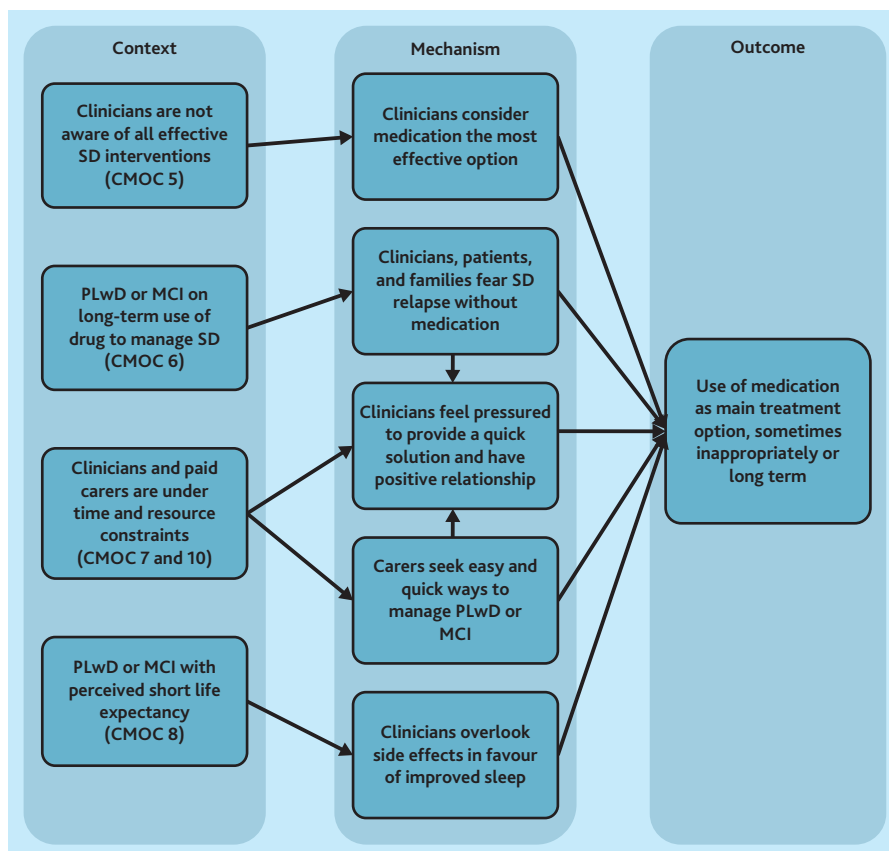 Context
Clinicians are not
aware of all effective
SD interventions
(CMOC 5)
PLwD or MCI on
long-term use of
drug to manage SD
(CMOC 6)
Clinicians and paid
carers are under
time and resource
constraints
(CMOC 7 and 10)
PLwD or MCI with
perceived short life
expectancy
(CMOC 8)
Mechanism
Clinicians consider
medication the most
effective option
Clinicians, patients,
and families fear SD
relapse without
medication
Clinicians feel pressured
to provide a quick
solution and have
positive relationship
Carers seek easy and
quick ways to
manage PLwD or
MCI
Clinicians overlook
side effects in favour
of improved sleep
Outcome
Use of medication
as main treatment
option, sometimes
inappropriately or
long term